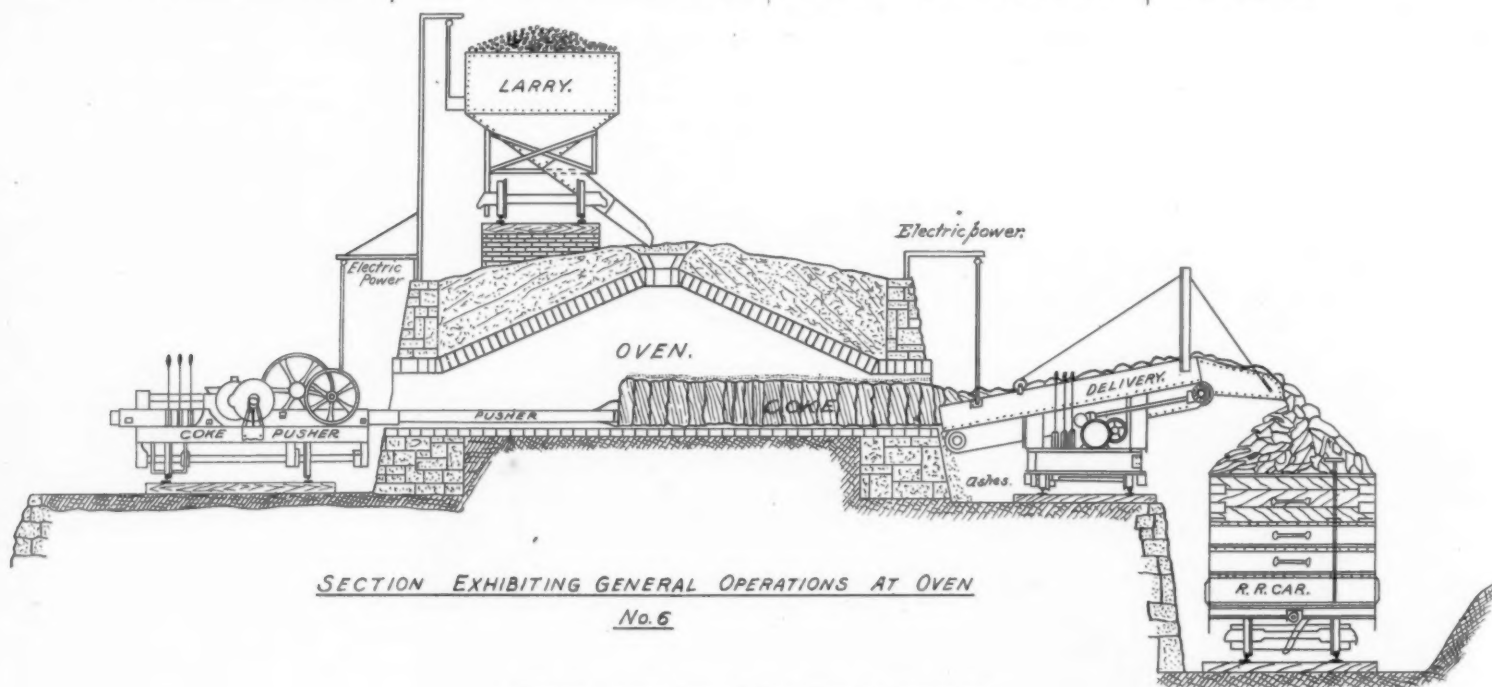 LARRY.
Electric power.
Electric
Power
OVEN.
DELIVERY.
COKE
PUSHER
COKE PUSHER
ashes.
R.R. CAR.
SECTION EXHIBITING GENERAL OPERATIONS AT OVEN
No. 6